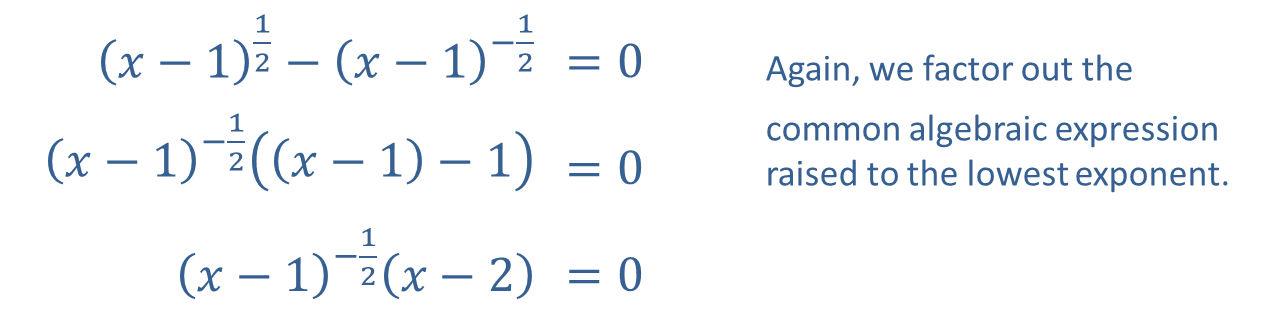 (x − 1)^{1/2} − (x − 1)^{−1/2} = 0
Again, we factor out the
common algebraic expression
raised to the lowest exponent.
(x − 1)^{−1/2}((x − 1) − 1) = 0
(x − 1)^{−1/2}(x − 2) = 0